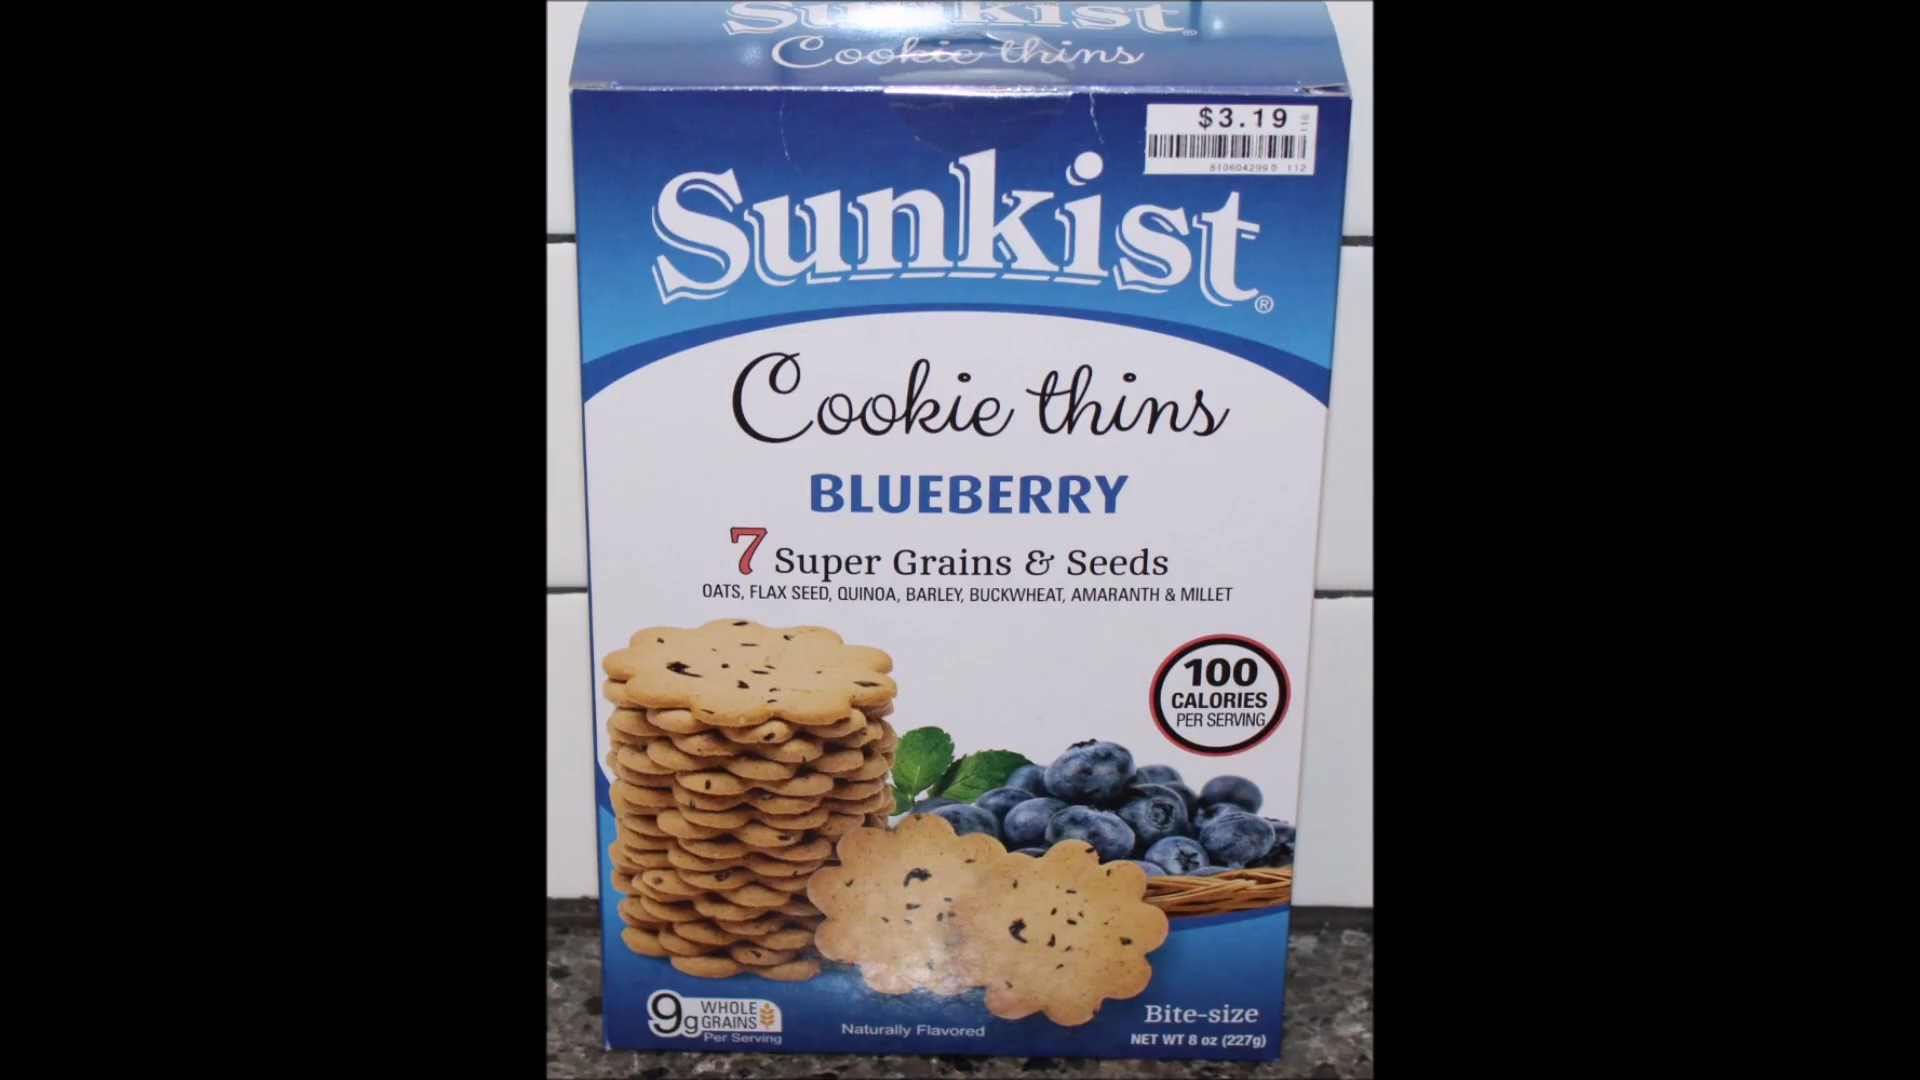 Sunkist
Cookie thins
$3.19
Sunkist®
Cookie thins
BLUEBERRY
7 Super Grains & Seeds
OATS, FLAX SEED, QUINOA, BARLEY, BUCKWHEAT, AMARANTH & MILLET
100
CALORIES
PER SERVING
9g WHOLE
GRAINS
Per Serving
Naturally Flavored
Bite-size
NET WT 8 oz (227g)